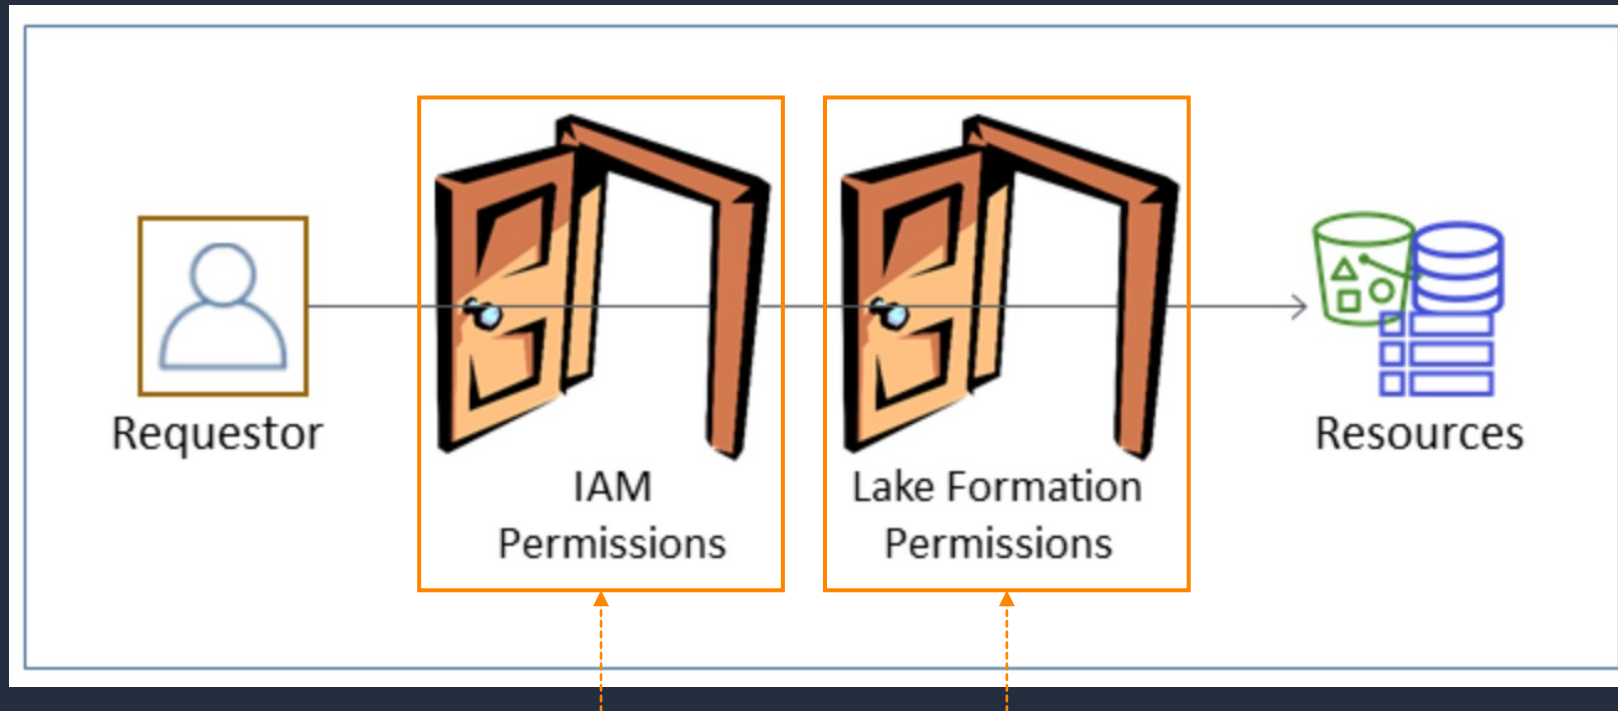 Requestor
IAM
Permissions
Lake Formation
Permissions
Resources